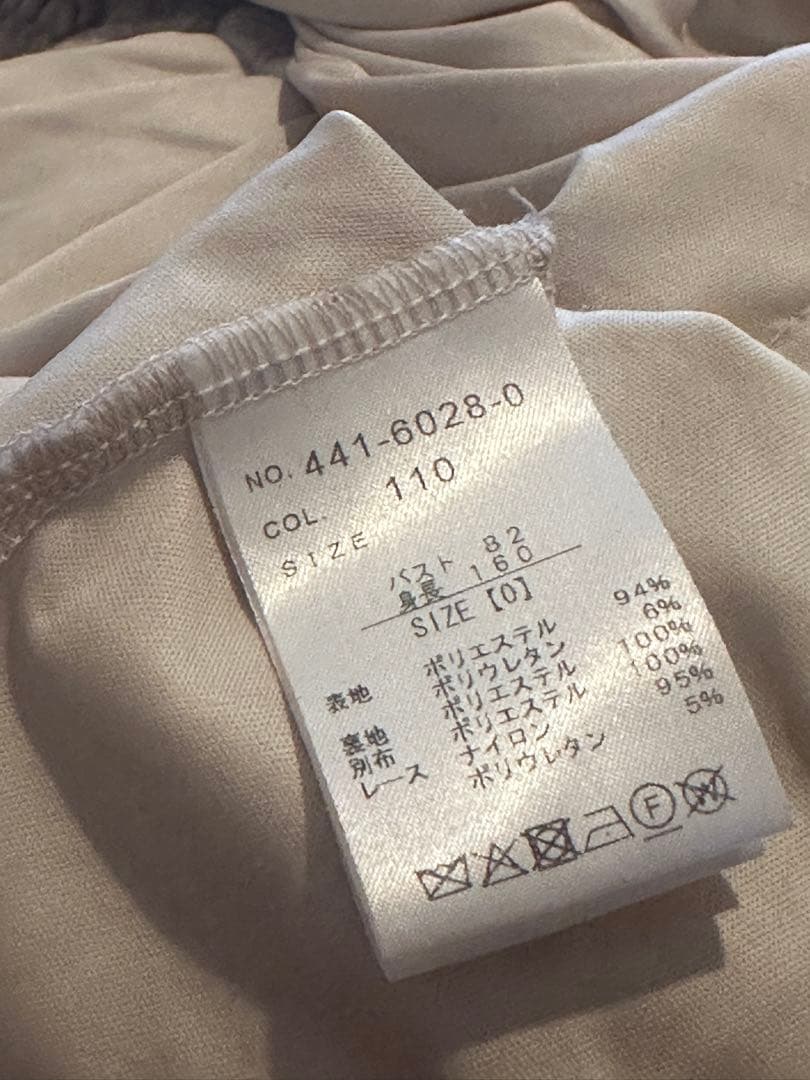 NO. 441-6028-0
COL. 110
SIZE
バスト 82
身長 160
SIZE【0】
表地 ポリエステル 94%
ポリウレタン 6%
裏地 ポリエステル 100%
別布 ポリエステル 100%
レース ナイロン 95%
ポリウレタン 5%
F W